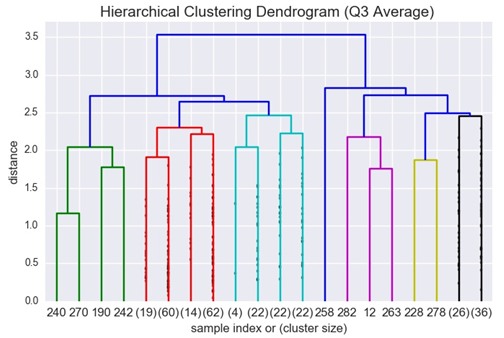 Hierarchical Clustering Dendrogram (Q3 Average)
3.5
3.0
2.5
2.0
1.5
1.0
0.5
0.0
distance
240 270 190 242 (19) (60) (14) (62) (4) (22) (22) (22) 258 282 12 263 228 278 (26) (36)
sample index or (cluster size)